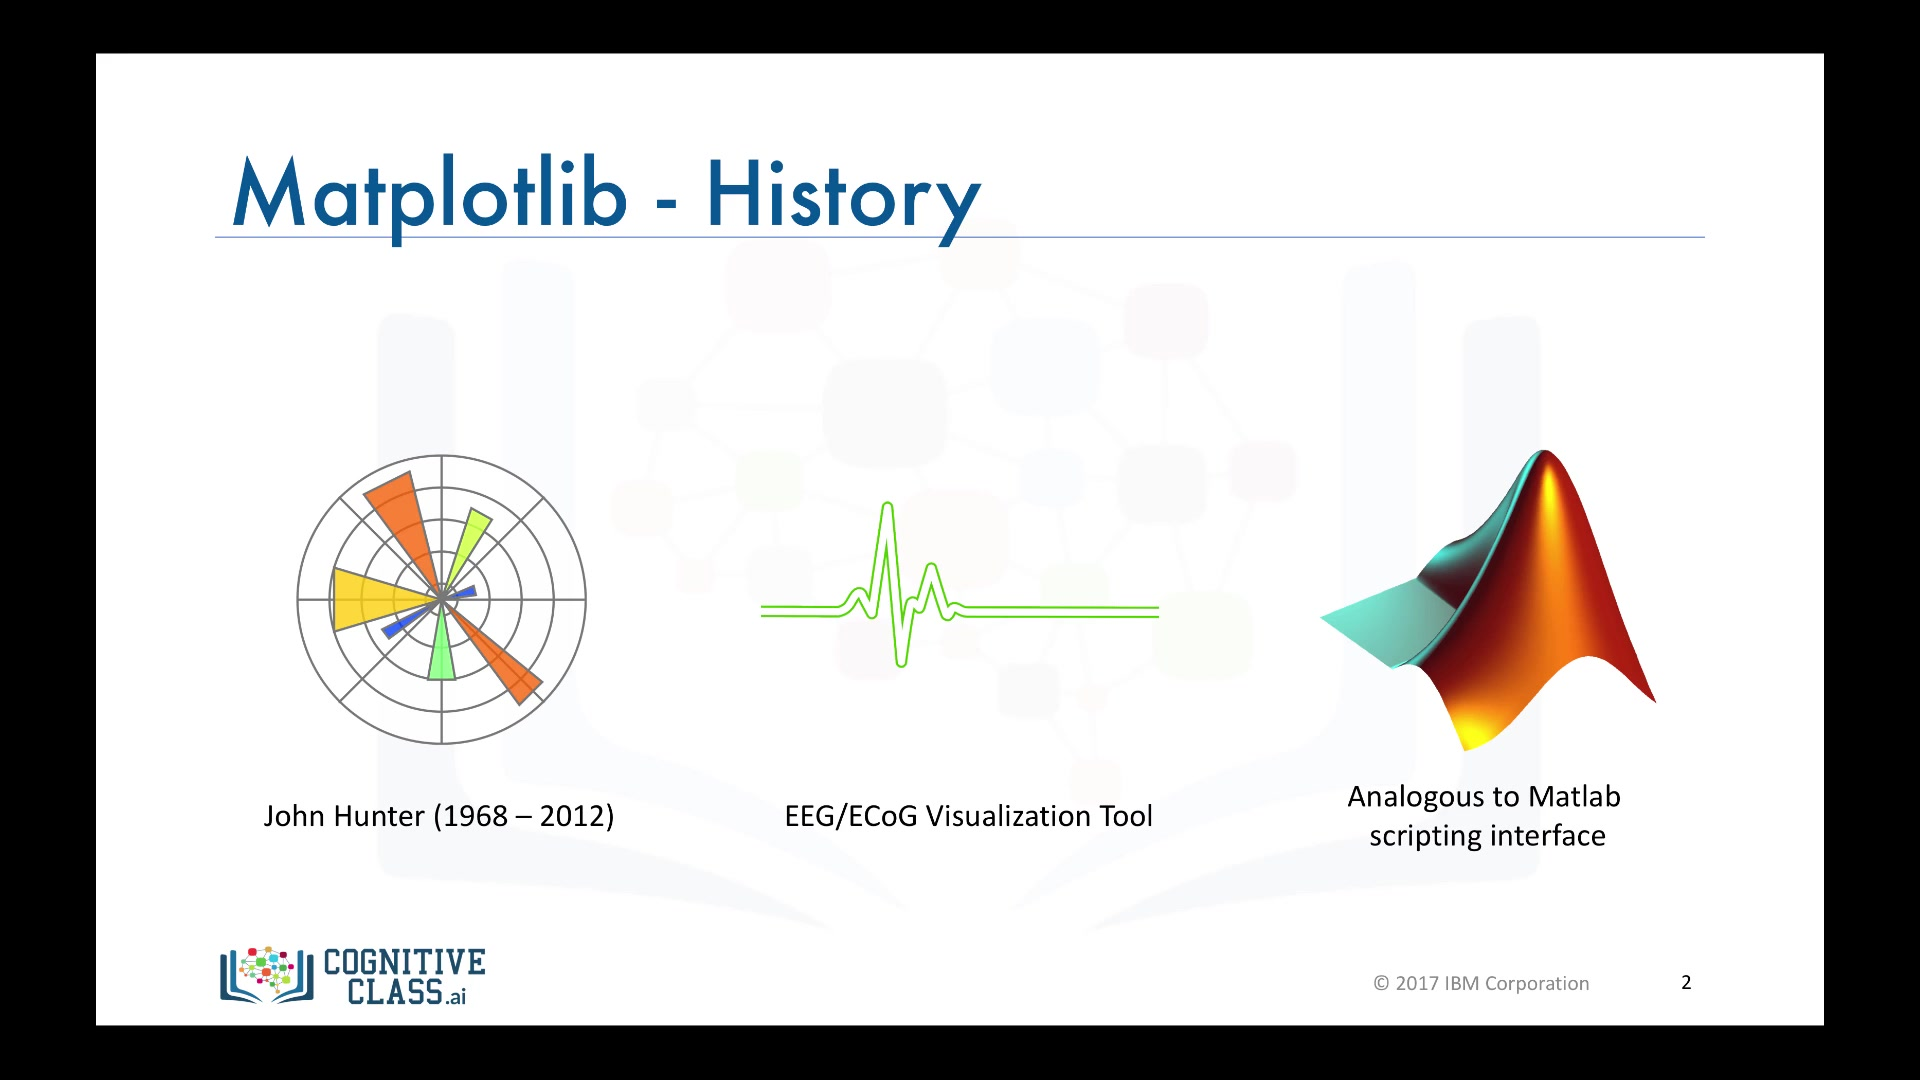 Matplotlib - History
John Hunter (1968 – 2012)
EEG/ECoG Visualization Tool
Analogous to Matlab
scripting interface
COGNITIVE
CLASS.ai
© 2017 IBM Corporation
2